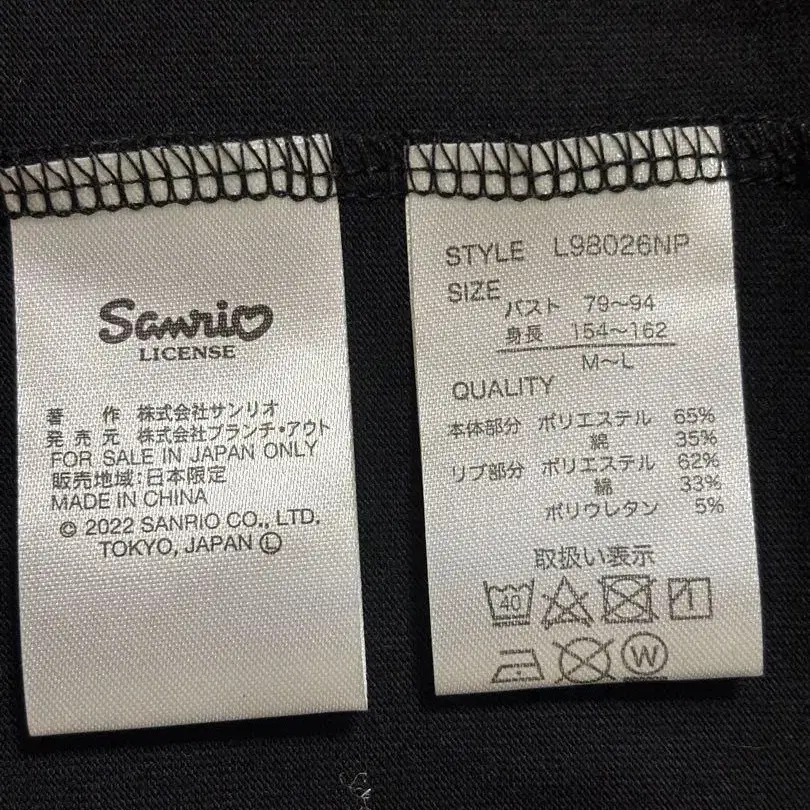 Sanrio
LICENSE
著　作　株式会社サンリオ
発売元　株式会社ブランチ・アウト
FOR SALE IN JAPAN ONLY
販売地域:日本限定
MADE IN CHINA
© 2022 SANRIO CO., LTD.
TOKYO, JAPAN Ⓛ
STYLE L98026NP
SIZE
バスト 79~94
身長 154~162
M~L
QUALITY
本体部分 ポリエステル 65%
綿 35%
リブ部分 ポリエステル 62%
綿 33%
ポリウレタン 5%
取扱い表示
40
W